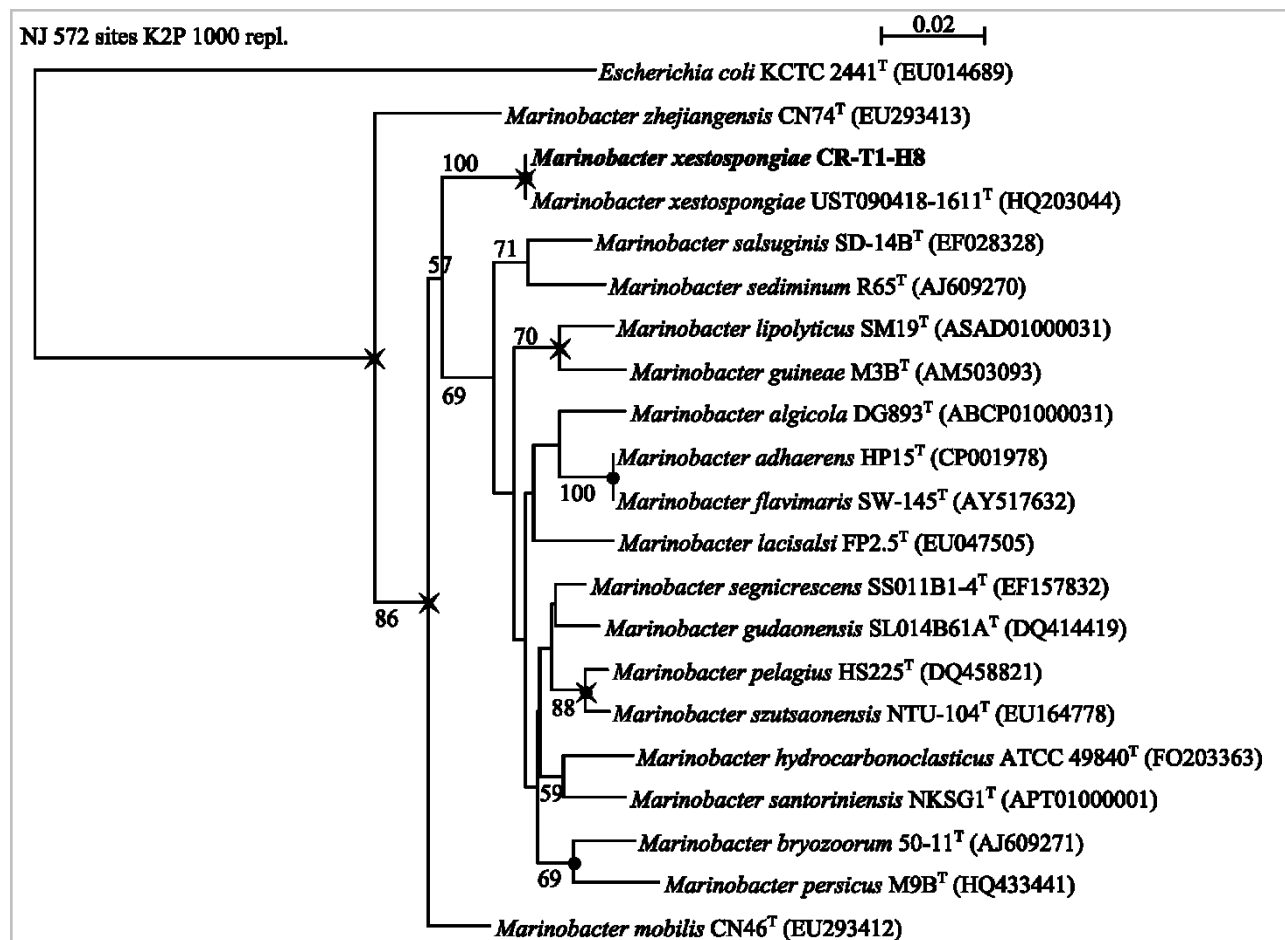 NJ 572 sites K2P 1000 repl.
0.02
Escherichia coli KCTC 2441ᵀ (EU014689)
Marinobacter zhejiangensis CN74ᵀ (EU293413)
100
Marinobacter xestospongiae CR-T1-H8
Marinobacter xestospongiae UST090418-1611ᵀ (HQ203044)
71
Marinobacter salsuginis SD-14Bᵀ (EF028328)
57
Marinobacter sediminum R65ᵀ (AJ609270)
70
Marinobacter lipolyticus SM19ᵀ (ASAD01000031)
Marinobacter guineae M3Bᵀ (AM503093)
69
Marinobacter algicola DG893ᵀ (ABCP01000031)
Marinobacter adhaerens HP15ᵀ (CP001978)
100
Marinobacter flavimaris SW-145ᵀ (AY517632)
Marinobacter lacisalsi FP2.5ᵀ (EU047505)
Marinobacter segnicrescens SS011B1-4ᵀ (EF157832)
86
Marinobacter gudaonensis SL014B61Aᵀ (DQ414419)
Marinobacter pelagius HS225ᵀ (DQ458821)
88
Marinobacter szutsaonensis NTU-104ᵀ (EU164778)
Marinobacter hydrocarbonoclasticus ATCC 49840ᵀ (FO203363)
59
Marinobacter santoriniensis NKSG1ᵀ (APT01000001)
Marinobacter bryozoorum 50-11ᵀ (AJ609271)
69
Marinobacter persicus M9Bᵀ (HQ433441)
Marinobacter mobilis CN46ᵀ (EU293412)